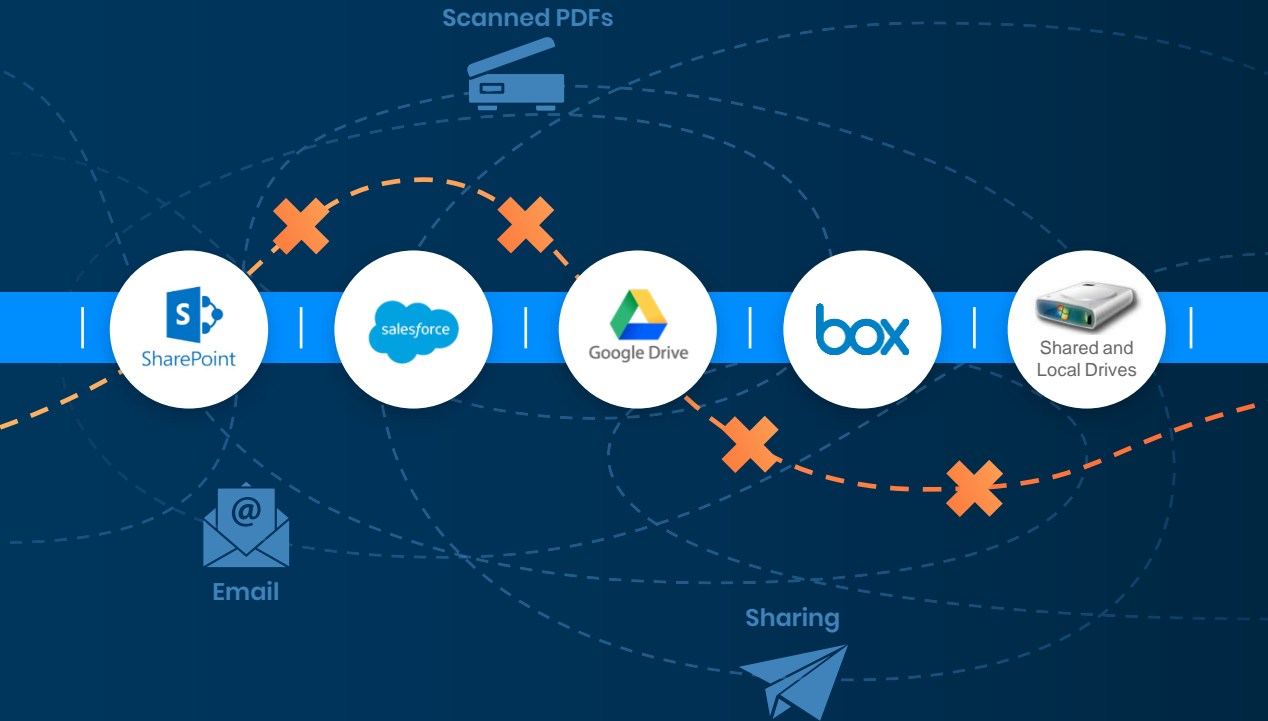 Scanned PDFs
S
SharePoint
salesforce
Google Drive
box
Shared and
Local Drives
@
Email
Sharing